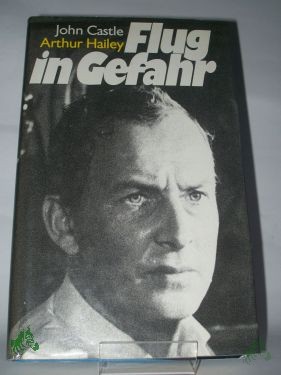 John Castle
Arthur Hailey
Flug
in Gefahr